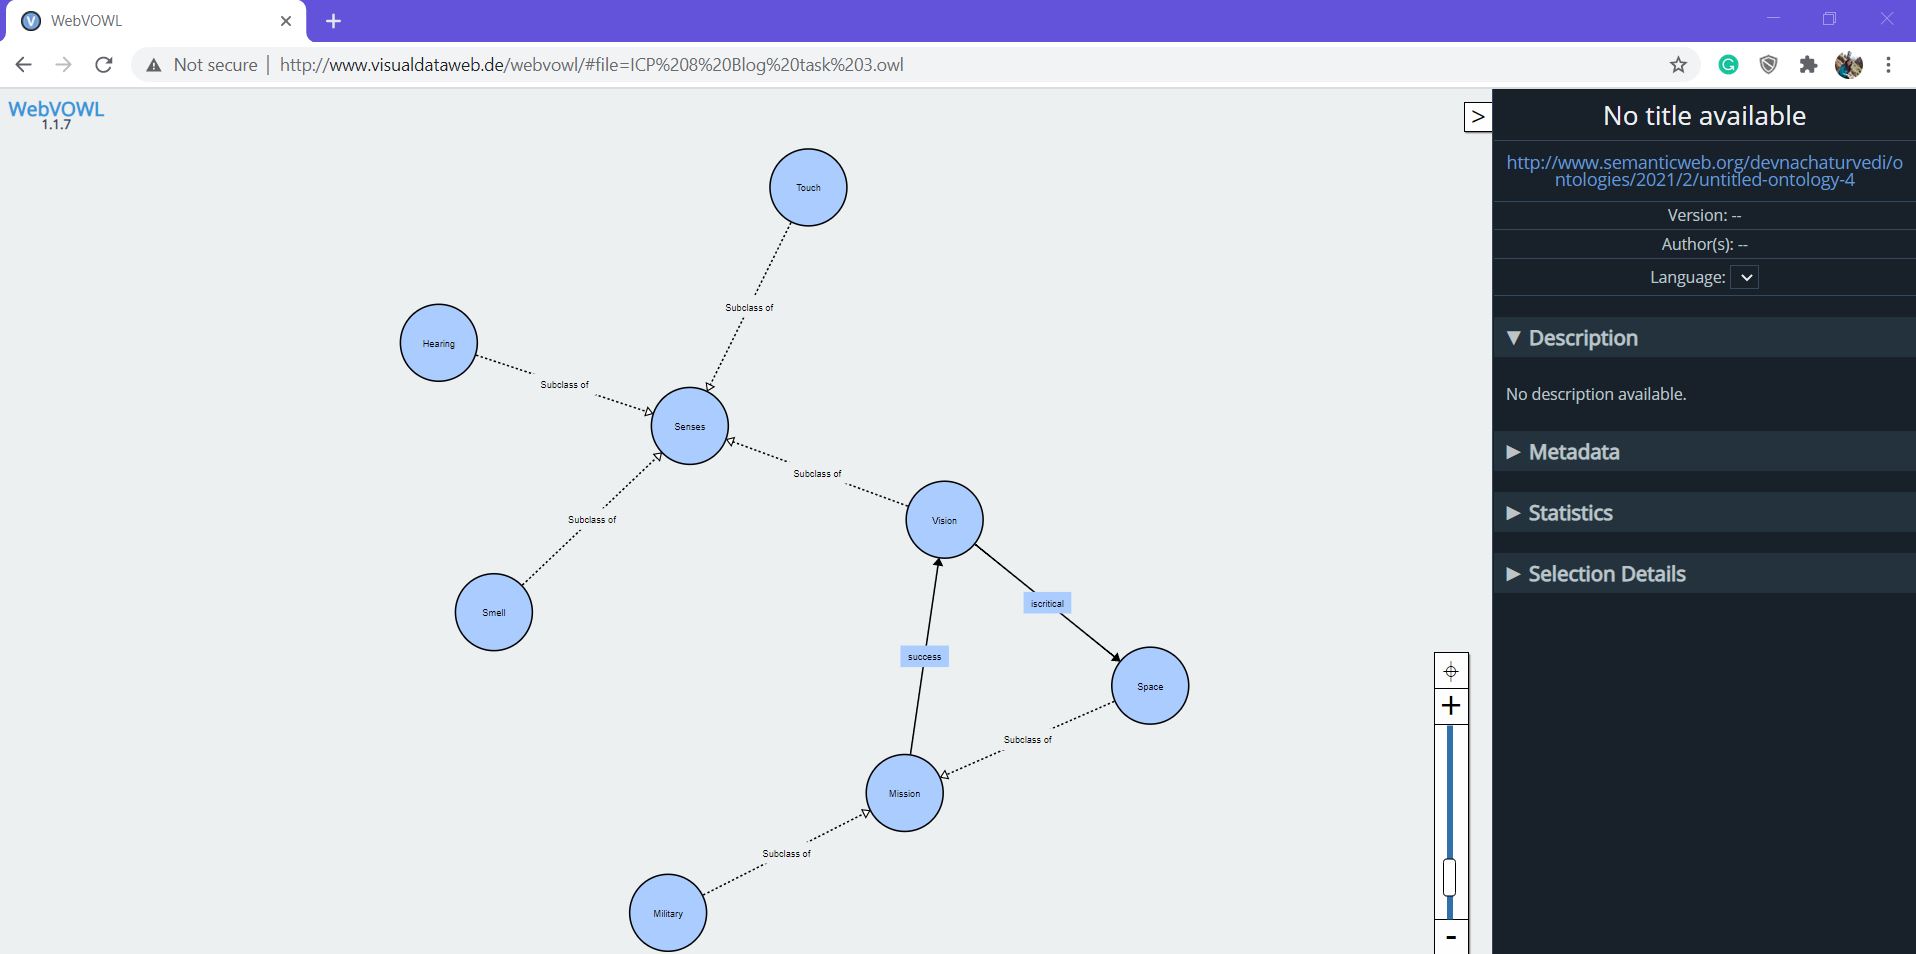 WebVOWL
Not secure | http://www.visualdataweb.de/webvowl/#file=ICP%208%20Blog%20task%203.owl
WebVOWL
1.1.7
>
No title available
http://www.semanticweb.org/devnachaturvedi/o
ntologies/2021/2/untitled-ontology-4
Version: --
Author(s): --
Language:
Description
No description available.
Metadata
Statistics
Selection Details
Touch
Subclass of
Hearing
Subclass of
Senses
Subclass of
Subclass of
Vision
Smell
iscritical
success
Space
Subclass of
Mission
Subclass of
Military
+
-